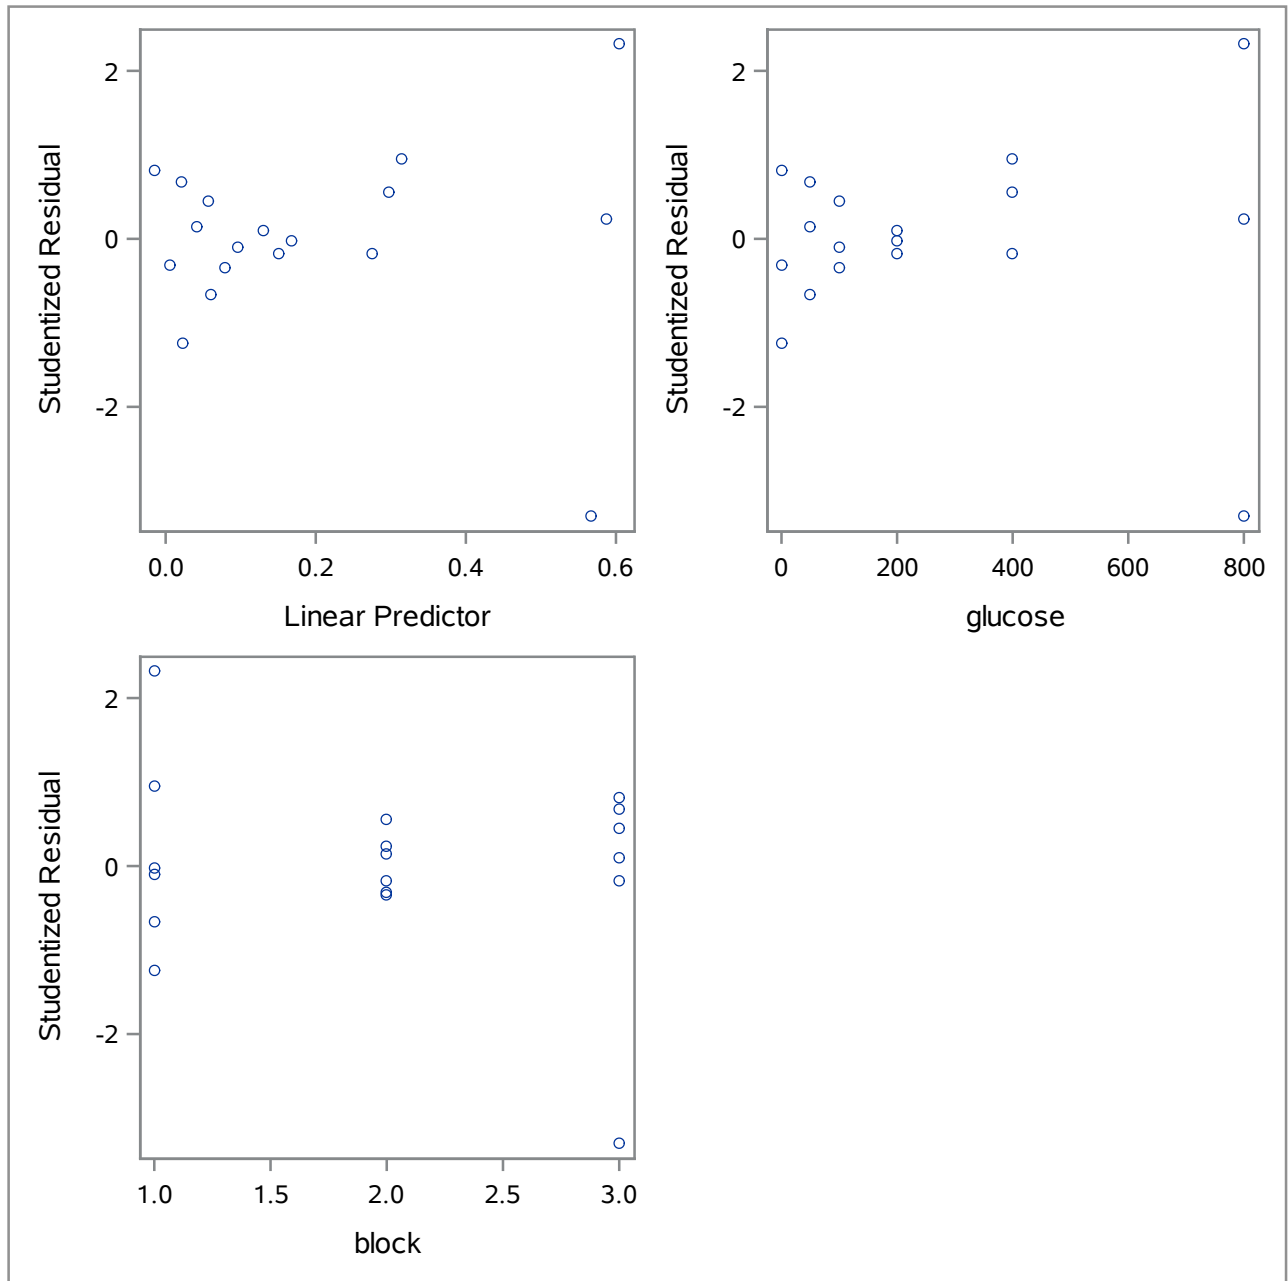 Studentized Residual
2
0
-2
0.0 0.2 0.4 0.6
Linear Predictor
Studentized Residual
2
0
-2
0 200 400 600 800
glucose
Studentized Residual
2
0
-2
1.0 1.5 2.0 2.5 3.0
block